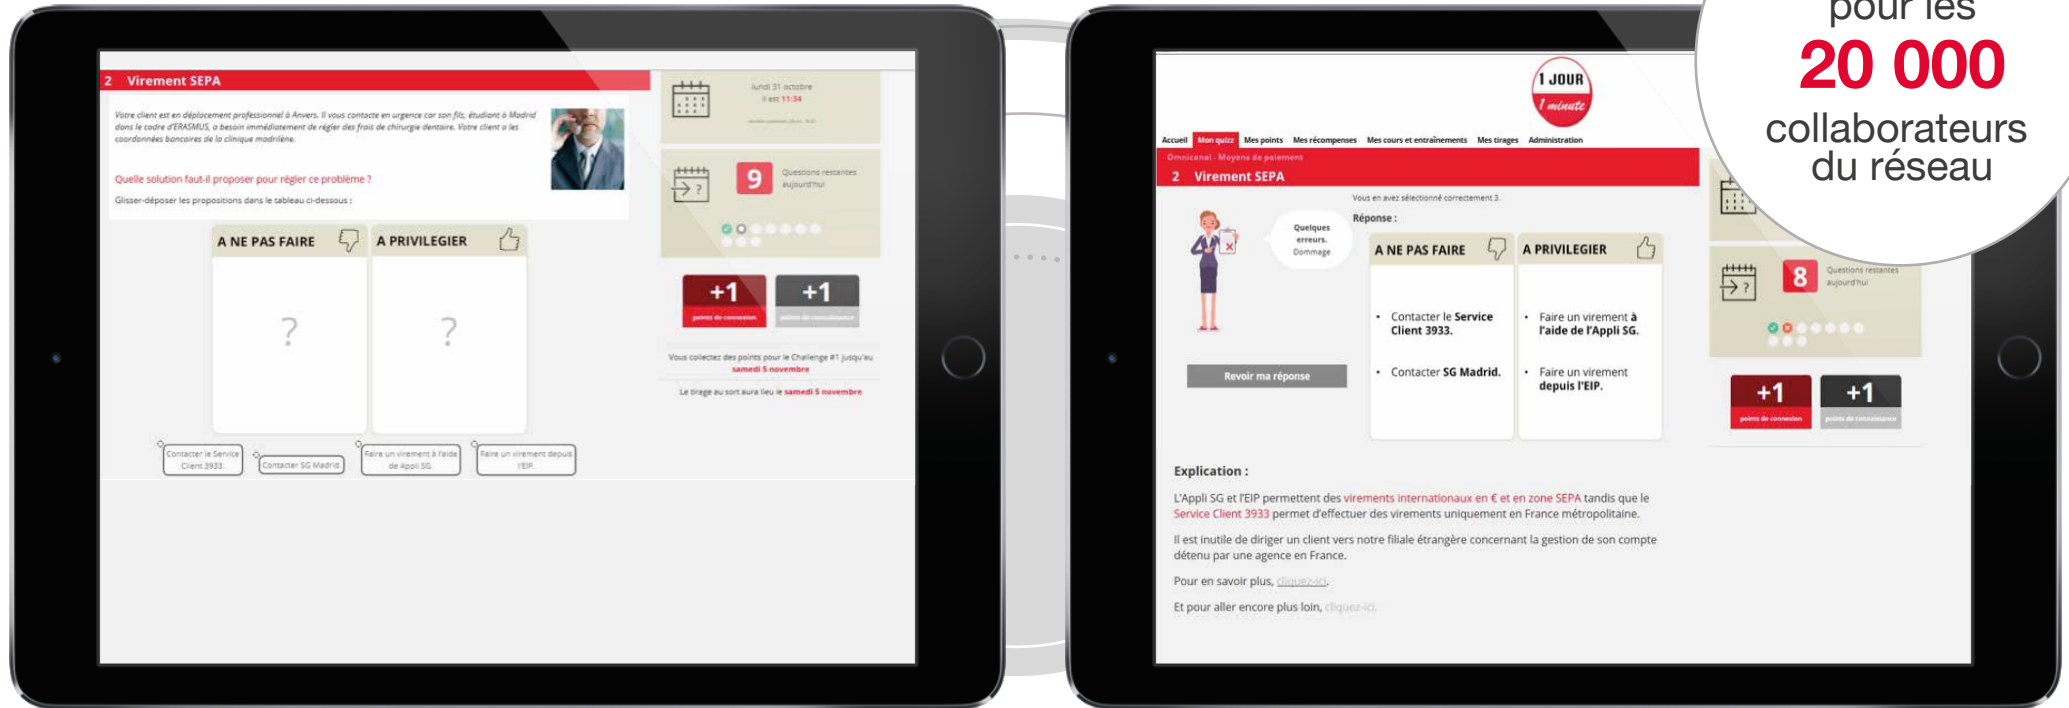 2 Virement SEPA
Votre client est en déplacement professionnel à Anvers. Il vous contacte en urgence car son fils, étudiant à Madrid
dans le cadre d'ERASMUS, a besoin immédiatement de régler des frais de chirurgie dentaire. Votre client a les
coordonnées bancaires de la clinique madrilène.
Quelle solution faut-il proposer pour régler ce problème ?
Glisser-déposer les propositions dans le tableau ci-dessous :
A NE PAS FAIRE
A PRIVILEGIER
?
?
Contacter le Service
Client 3933.
Contacter SG Madrid.
Faire un virement à l'aide
de Appli SG.
Faire un virement depuis
l'EIP.
lundi 31 octobre
il est 11:34
?
9
Questions restantes
aujourd'hui
+1
points de connexion
+1
points de connaissance
Vous collectez des points pour le Challenge #1 jusqu'au
samedi 5 novembre
Le tirage au sort aura lieu le samedi 5 novembre
1 JOUR
1 minute
Accueil Mon quizz Mes points Mes récompenses Mes cours et entraînements Mes tirages Administration
Omnicanal - Moyens de paiement
2 Virement SEPA
Vous en avez sélectionné correctement 3.
Quelques
erreurs.
Dommage
Réponse :
A NE PAS FAIRE
A PRIVILEGIER
• Contacter le Service
Client 3933.
• Contacter SG Madrid.
• Faire un virement à
l'aide de l'Appli SG.
• Faire un virement
depuis l'EIP.
Revoir ma réponse
Explication :
L'Appli SG et l'EIP permettent des virements internationaux en € et en zone SEPA tandis que le
Service Client 3933 permet d'effectuer des virements uniquement en France métropolitaine.
Il est inutile de diriger un client vers notre filiale étrangère concernant la gestion de son compte
détenu par une agence en France.
Pour en savoir plus, cliquez-ici.
Et pour aller encore plus loin, cliquez-ici.
?
8
Questions restantes
aujourd'hui
+1
points de connexion
+1
points de connaissance
pour les
20 000
collaborateurs
du réseau